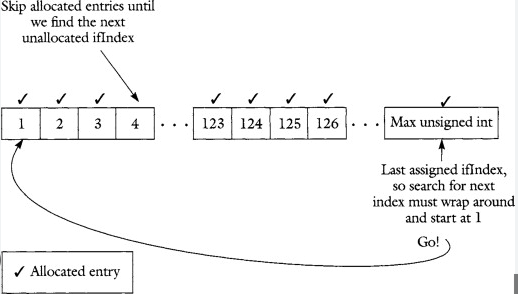 Skip allocated entries until
we find the next
unallocated ifIndex
✓ ✓ ✓ ✓ ✓ ✓ ✓ ✓
1 2 3 4 · · · 123 124 125 126 · · · Max unsigned int
Last assigned ifIndex,
so search for next
index must wrap around
and start at 1
Go!
✓ Allocated entry